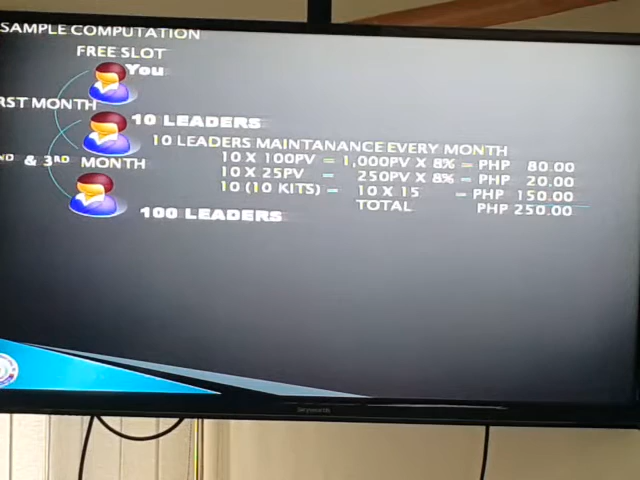 SAMPLE COMPUTATION
FREE SLOT
You
RST MONTH
10 LEADERS
10 LEADERS MAINTANANCE EVERY MONTH
10 X 100PV = 1,000PV X 8% = PHP 80.00
ND & 3RD MONTH
10 X 25PV = 250PV X 8% = PHP 20.00
10 (10 KITS) = 10 X 15 = PHP 150.00
TOTAL PHP 250.00
100 LEADERS
Skyworth